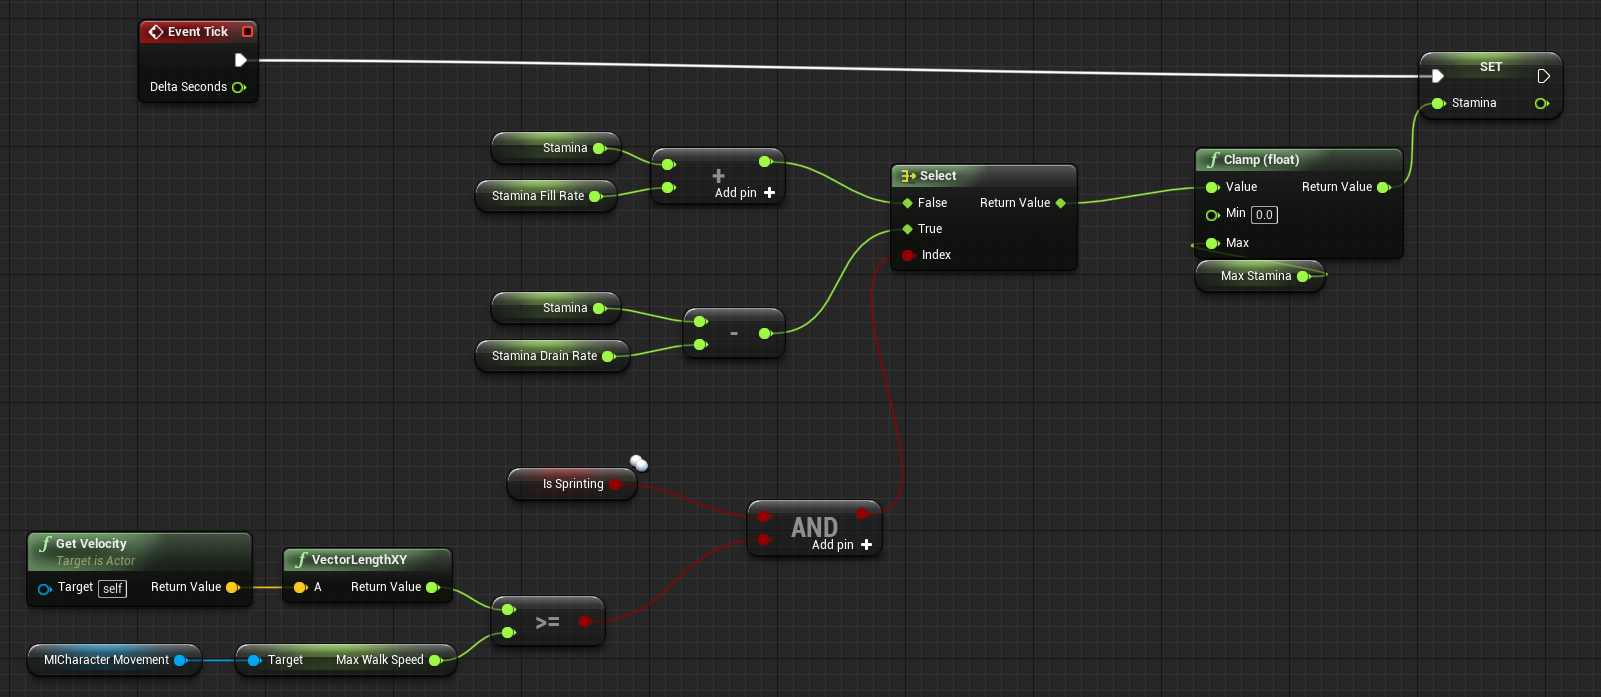 Event Tick
Delta Seconds
SET
Stamina
Stamina
Stamina Fill Rate
+
Add pin +
Select
False Return Value
True
Index
Clamp (float)
Value Return Value
Min 0.0
Max
Max Stamina
Stamina
Stamina Drain Rate
-
Is Sprinting
AND
Add pin +
Get Velocity
Target is Actor
Target self Return Value
VectorLengthXY
A Return Value
>=
MICharacter Movement
Target Max Walk Speed